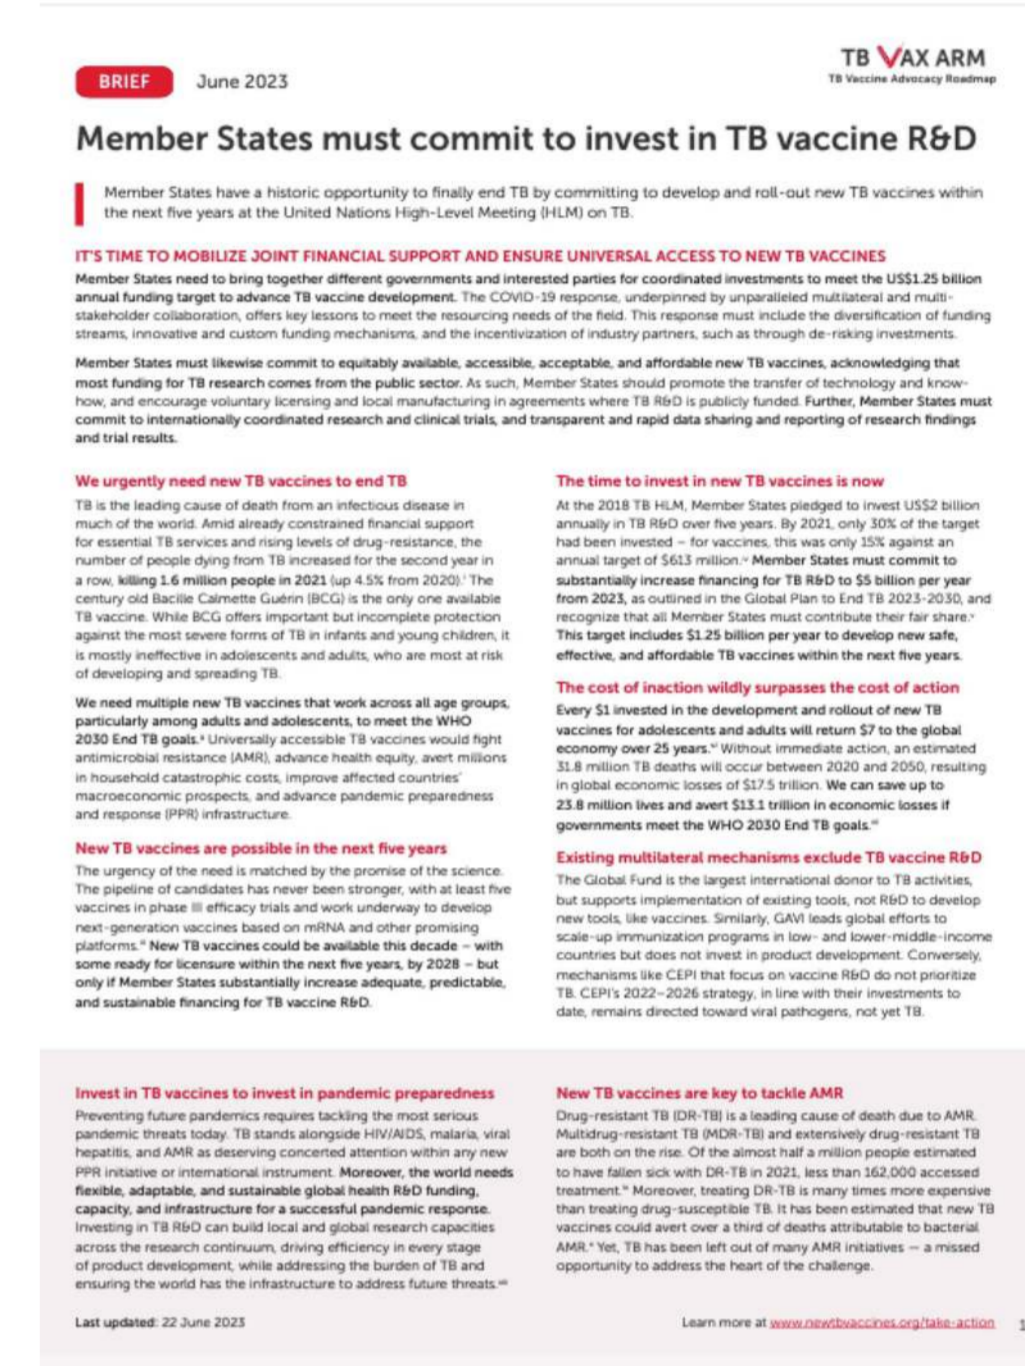 TB VAX ARM
TB Vaccine Advocacy Roadmap
BRIEF June 2023
Member States must commit to invest in TB vaccine R&D
Member States have a historic opportunity to finally end TB by committing to develop and roll-out new TB vaccines within
the next five years at the United Nations High-Level Meeting (HLM) on TB.
IT'S TIME TO MOBILIZE JOINT FINANCIAL SUPPORT AND ENSURE UNIVERSAL ACCESS TO NEW TB VACCINES
Member States need to bring together different governments and interested parties for coordinated investments to meet the US$1.25 billion
annual funding target to advance TB vaccine development. The COVID-19 response, underpinned by unparalleled multilateral and multi-
stakeholder collaboration, offers key lessons to meet the resourcing needs of the field. This response must include the diversification of funding
streams, innovative and custom funding mechanisms, and the incentivization of industry partners, such as through de-risking investments.
Member States must likewise commit to equitably available, accessible, acceptable, and affordable new TB vaccines, acknowledging that
most funding for TB research comes from the public sector. As such, Member States should promote the transfer of technology and know-
how, and encourage voluntary licensing and local manufacturing in agreements where TB R&D is publicly funded. Further, Member States must
commit to internationally coordinated research and clinical trials, and transparent and rapid data sharing and reporting of research findings
and trial results.
We urgently need new TB vaccines to end TB
TB is the leading cause of death from an infectious disease in
much of the world. Amid already constrained financial support
for essential TB services and rising levels of drug-resistance, the
number of people dying from TB increased for the second year in
a row, killing 1.6 million people in 2021 (up 4.5% from 2020).ⁱ The
century old Bacille Calmette Guérin (BCG) is the only one available
TB vaccine. While BCG offers important but incomplete protection
against the most severe forms of TB in infants and young children, it
is mostly ineffective in adolescents and adults, who are most at risk
of developing and spreading TB.
We need multiple new TB vaccines that work across all age groups,
particularly among adults and adolescents, to meet the WHO
2030 End TB goals. Universally accessible TB vaccines would fight
antimicrobial resistance (AMR), advance health equity, avert millions
in household catastrophic costs, improve affected countries'
macroeconomic prospects, and advance pandemic preparedness
and response (PPR) infrastructure.
New TB vaccines are possible in the next five years
The urgency of the need is matched by the promise of the science.
The pipeline of candidates has never been stronger, with at least five
vaccines in phase III efficacy trials and work underway to develop
next-generation vaccines based on mRNA and other promising
platforms. New TB vaccines could be available this decade – with
some ready for licensure within the next five years, by 2028 – but
only if Member States substantially increase adequate, predictable,
and sustainable financing for TB vaccine R&D.
The time to invest in new TB vaccines is now
At the 2018 TB HLM, Member States pledged to invest US$2 billion
annually in TB R&D over five years. By 2021, only 30% of the target
had been invested – for vaccines, this was only 15% against an
annual target of $613 million. Member States must commit to
substantially increase financing for TB R&D to $5 billion per year
from 2023, as outlined in the Global Plan to End TB 2023-2030, and
recognize that all Member States must contribute their fair share.
This target includes $1.25 billion per year to develop new safe,
effective, and affordable TB vaccines within the next five years.
The cost of inaction wildly surpasses the cost of action
Every $1 invested in the development and rollout of new TB
vaccines for adolescents and adults will return $7 to the global
economy over 25 years. Without immediate action, an estimated
31.8 million TB deaths will occur between 2020 and 2050, resulting
in global economic losses of $17.5 trillion. We can save up to
23.8 million lives and avert $13.1 trillion in economic losses if
governments meet the WHO 2030 End TB goals.
Existing multilateral mechanisms exclude TB vaccine R&D
The Global Fund is the largest international donor to TB activities,
but supports implementation of existing tools, not R&D to develop
new tools, like vaccines. Similarly, GAVI leads global efforts to
scale-up immunization programs in low- and lower-middle-income
countries but does not invest in product development. Conversely,
mechanisms like CEPI that focus on vaccine R&D do not prioritize
TB. CEPI's 2022–2026 strategy, in line with their investments to
date, remains directed toward viral pathogens, not yet TB.
Invest in TB vaccines to invest in pandemic preparedness
Preventing future pandemics requires tackling the most serious
pandemic threats today. TB stands alongside HIV/AIDS, malaria, viral
hepatitis, and AMR as deserving concerted attention within any new
PPR initiative or international instrument. Moreover, the world needs
flexible, adaptable, and sustainable global health R&D funding,
capacity, and infrastructure for a successful pandemic response.
Investing in TB R&D can build local and global research capacities
across the research continuum, driving efficiency in every stage
of product development, while addressing the burden of TB and
ensuring the world has the infrastructure to address future threats.
New TB vaccines are key to tackle AMR
Drug-resistant TB (DR-TB) is a leading cause of death due to AMR.
Multidrug-resistant TB (MDR-TB) and extensively drug-resistant TB
are both on the rise. Of the almost half a million people estimated
to have fallen sick with DR-TB in 2021, less than 162,000 accessed
treatment. Moreover, treating DR-TB is many times more expensive
than treating drug-susceptible TB. It has been estimated that new TB
vaccines could avert over a third of deaths attributable to bacterial
AMR. Yet, TB has been left out of many AMR initiatives — a missed
opportunity to address the heart of the challenge.
Last updated: 22 June 2023
Learn more at www.newtbvaccines.org/take-action 1